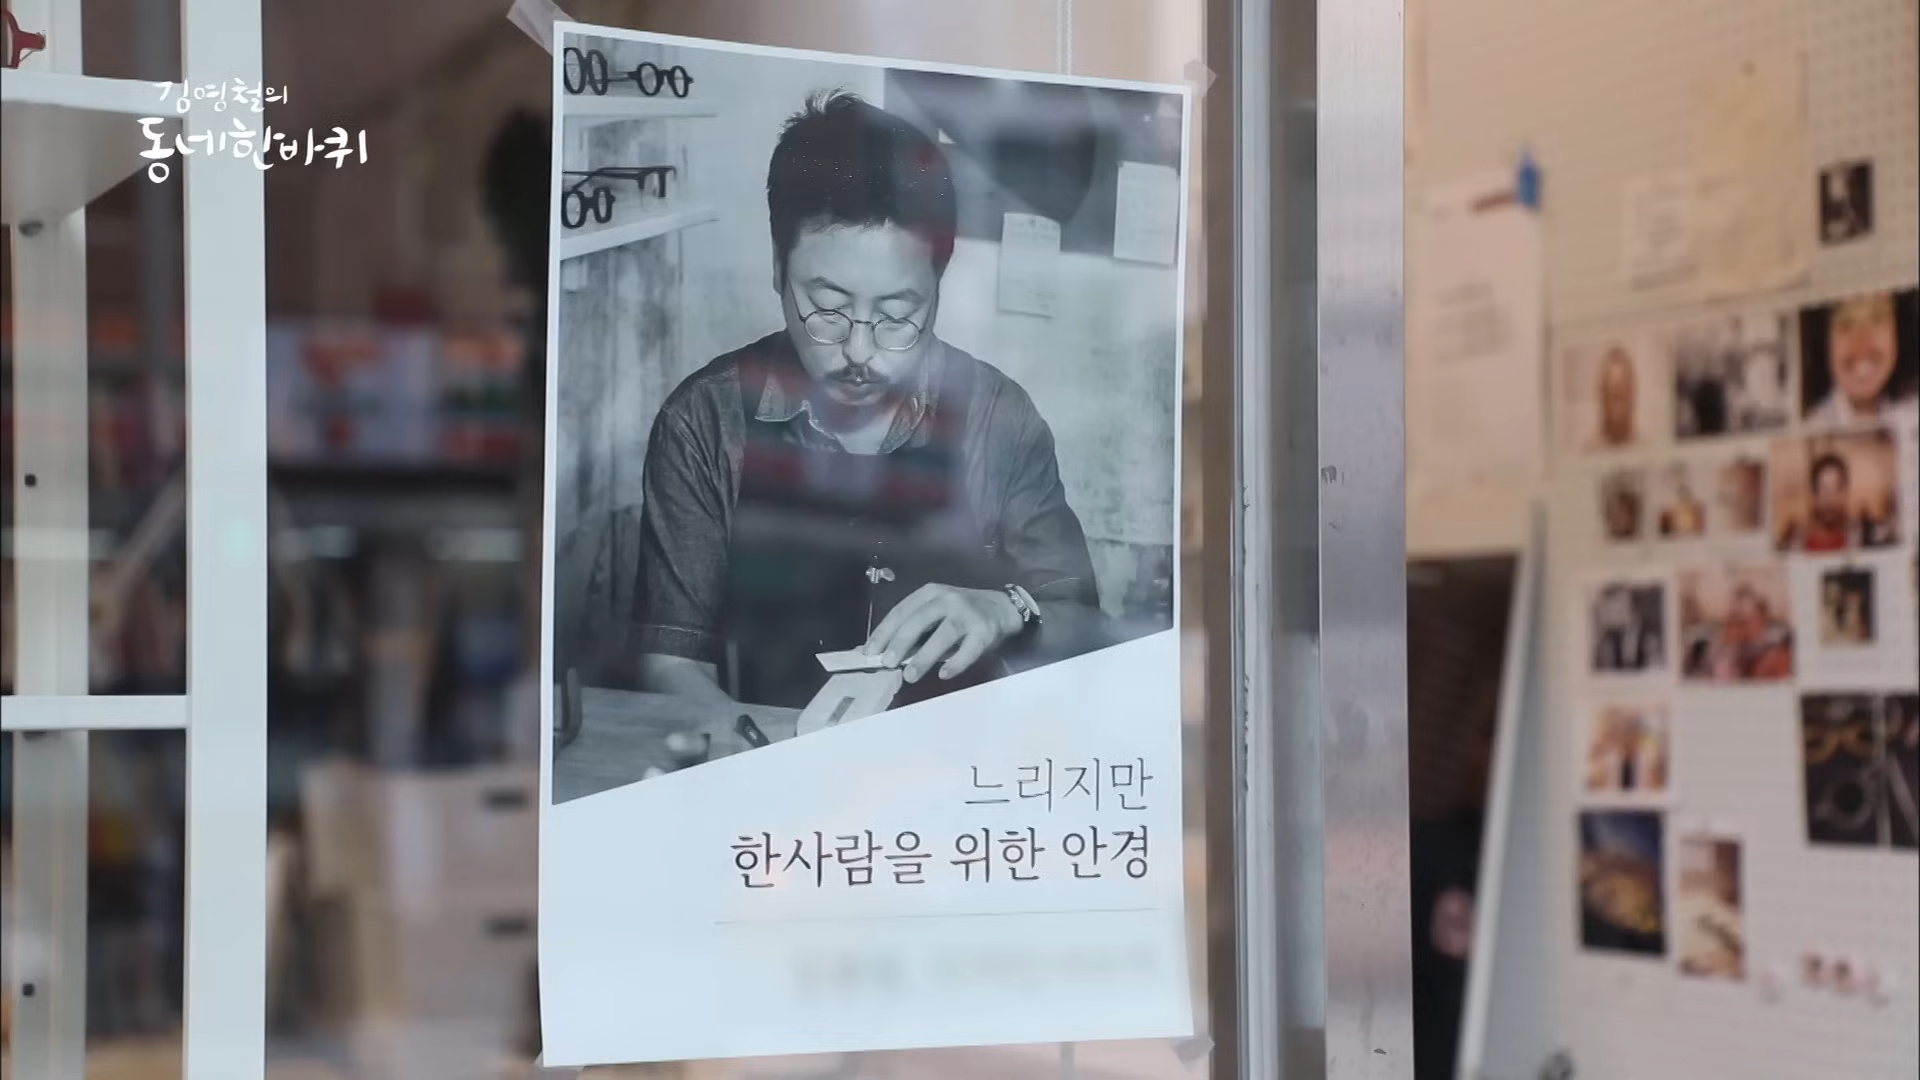 김영철의
동네한바퀴
느리지만
한사람을 위한 안경